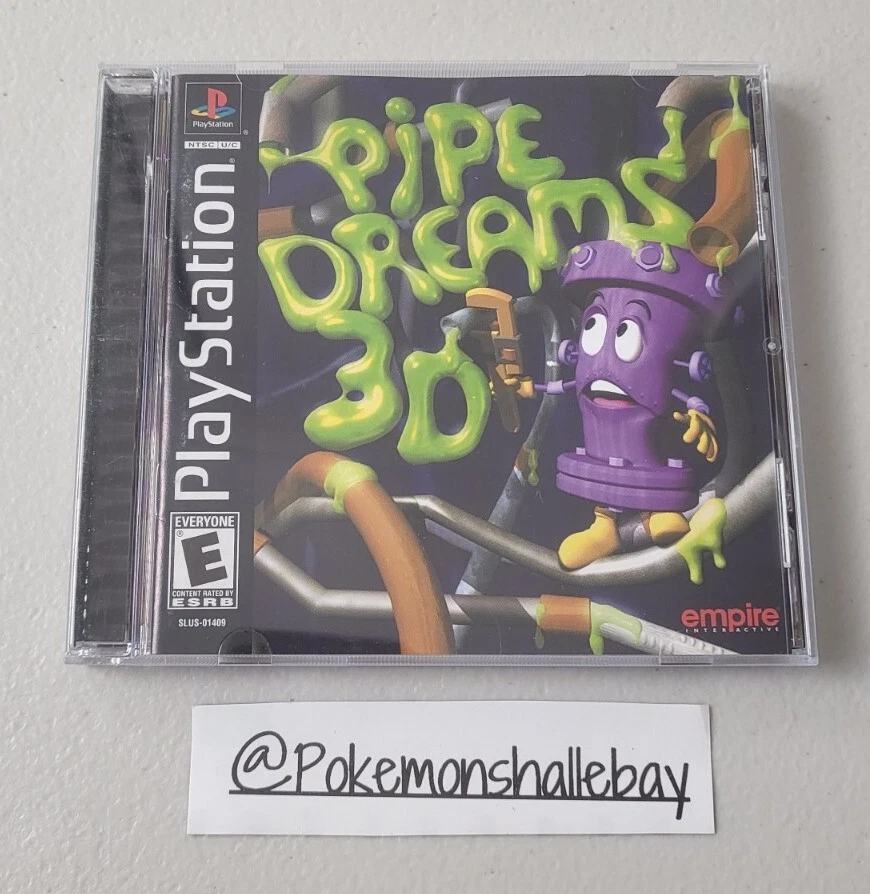 PlayStation
NTSC U/C
PlayStation
PiPE
DREAMS
3D
EVERYONE
E
CONTENT RATED BY
ESRB
SLUS-01409
empire
INTERACTIVE
@Pokemonshallebay